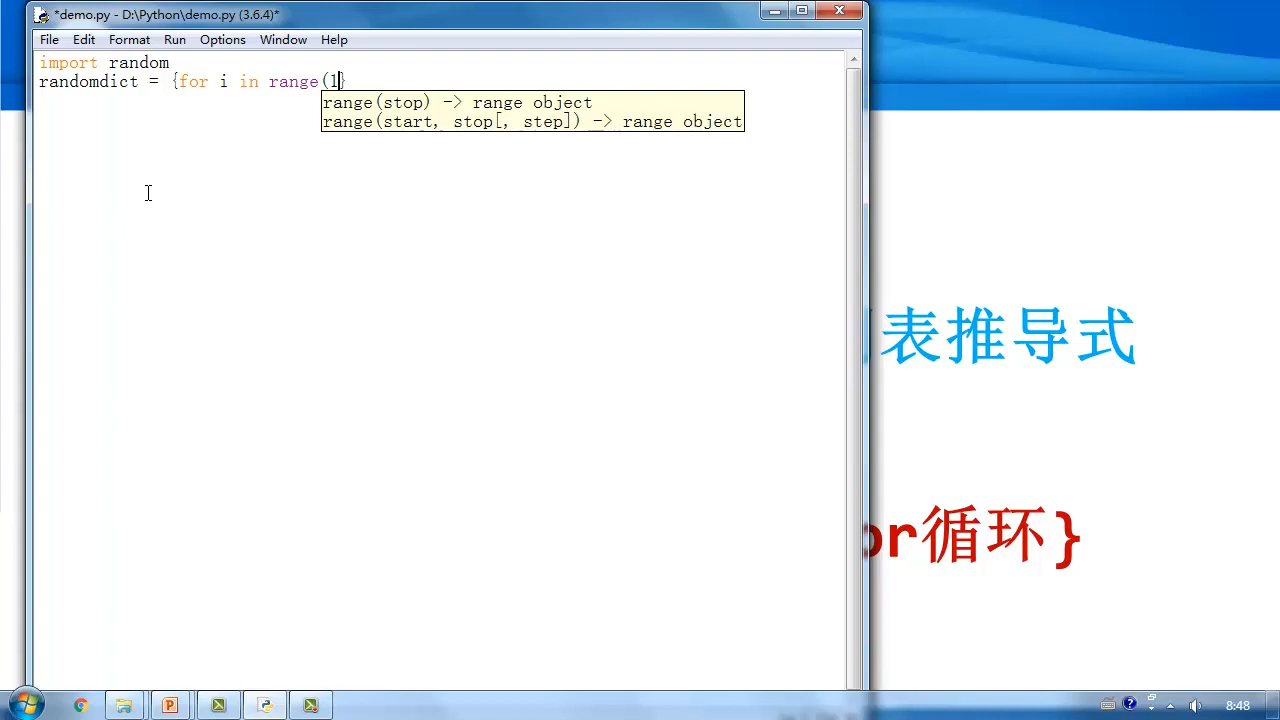 *demo.py - D:\Python\demo.py (3.6.4)*
File Edit Format Run Options Window Help
import random
randomdict = {for i in range(1}
range(stop) -> range object
range(start, stop[, step]) -> range object
表推导式
or循环}
8:48